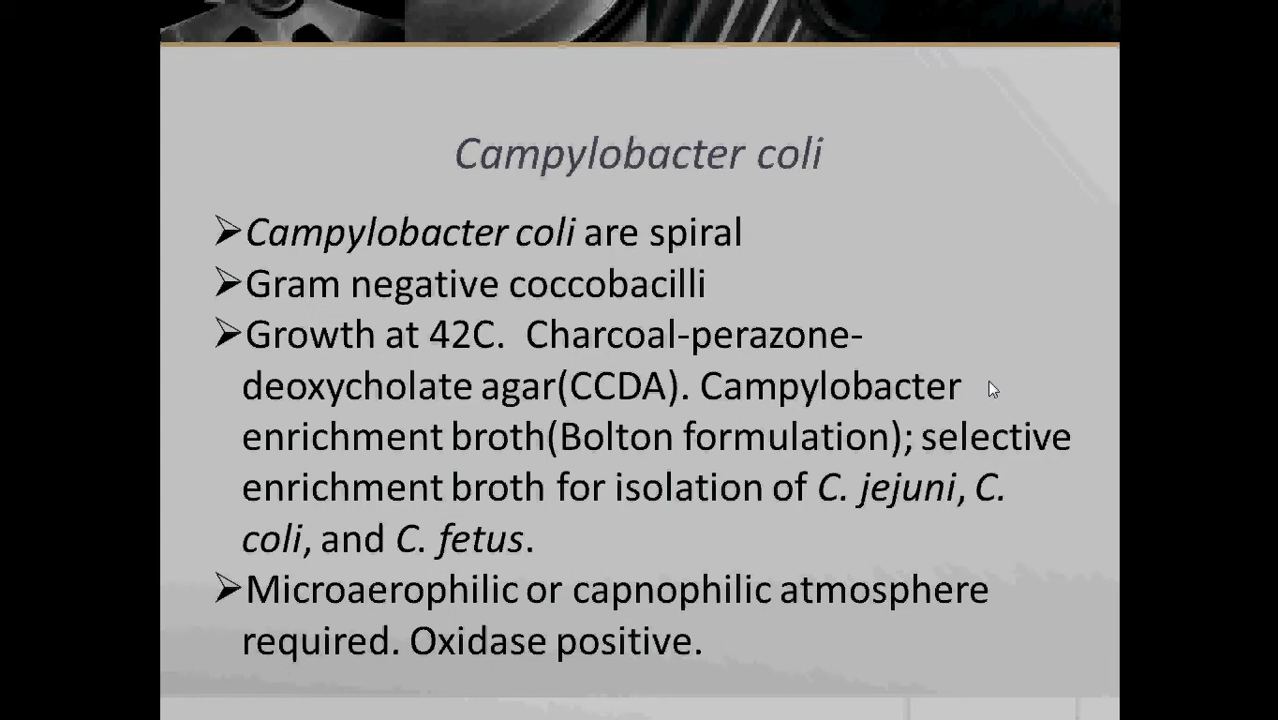 Campylobacter coli
➢Campylobacter coli are spiral
➢Gram negative coccobacilli
➢Growth at 42C.  Charcoal-perazone-
deoxycholate agar(CCDA). Campylobacter
enrichment broth(Bolton formulation); selective
enrichment broth for isolation of C. jejuni, C.
coli, and C. fetus.
➢Microaerophilic or capnophilic atmosphere
required. Oxidase positive.